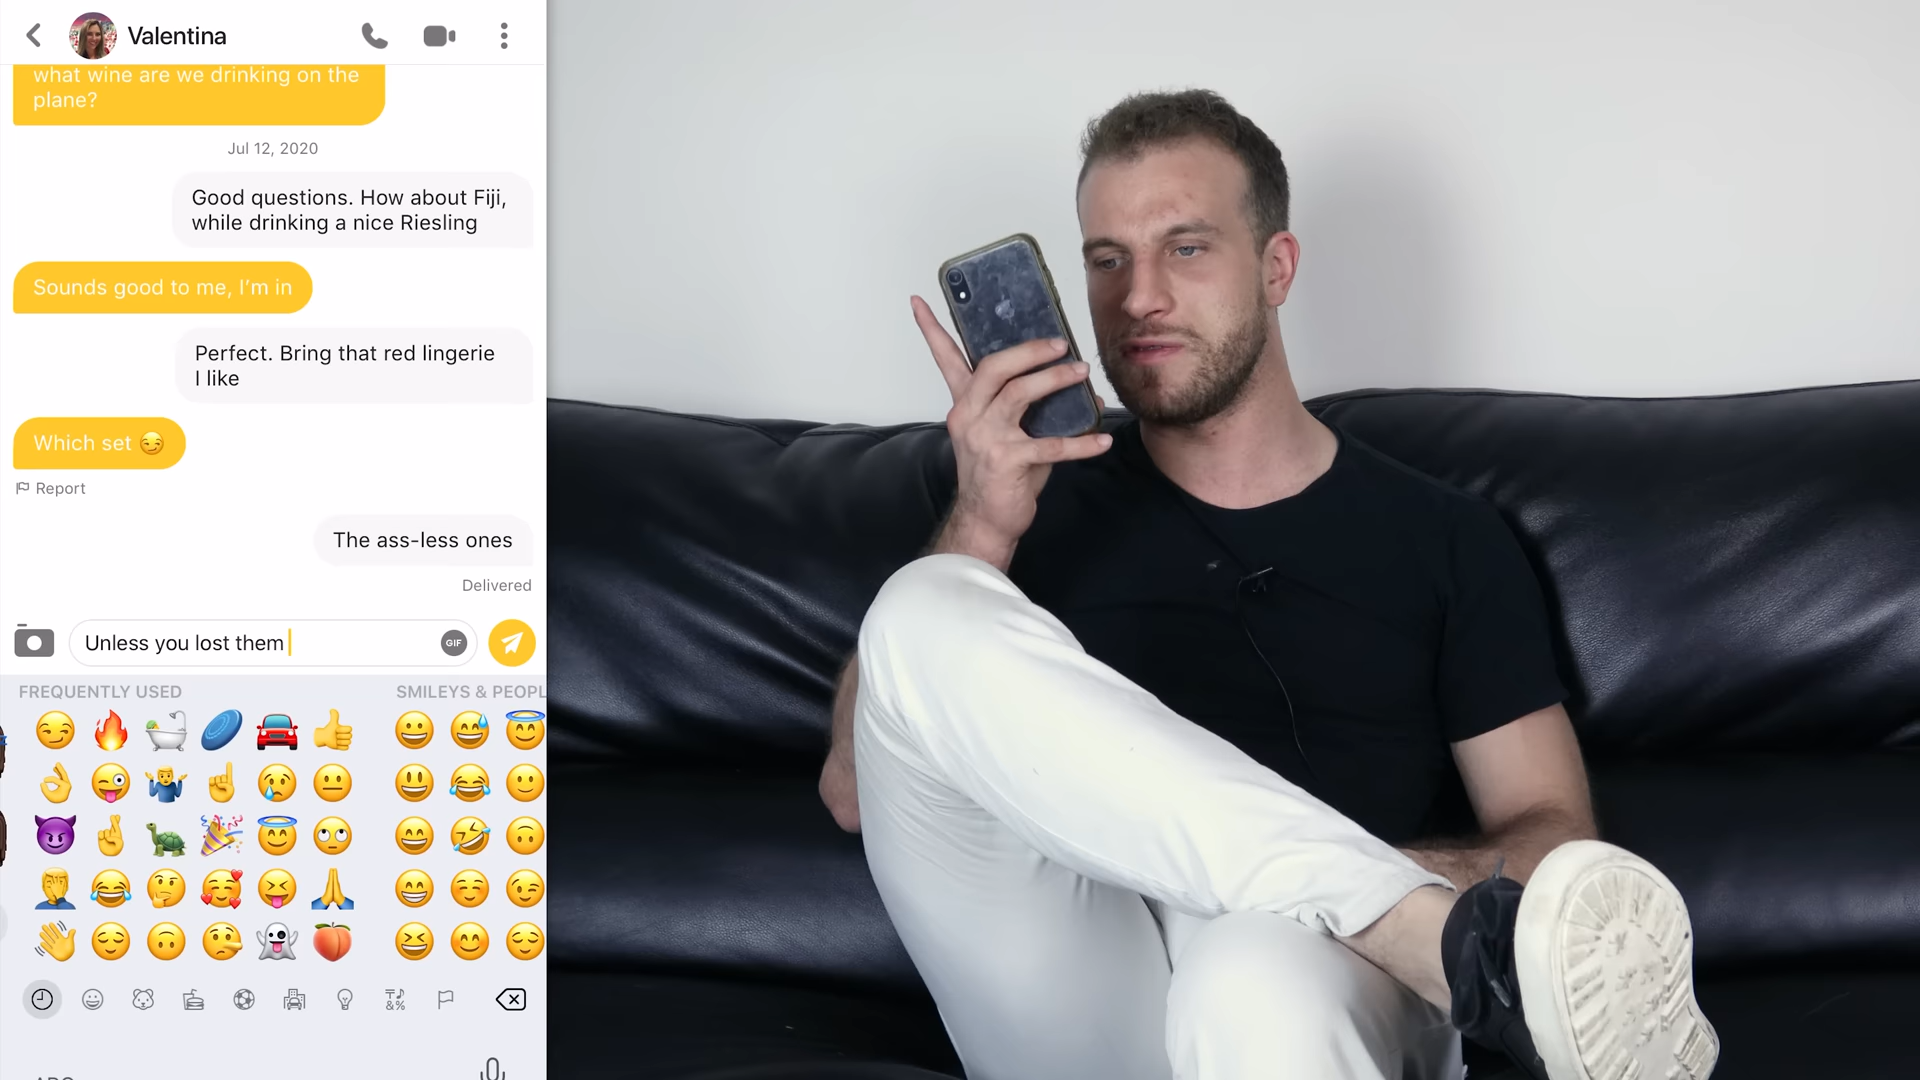 Valentina
what wine are we drinking on the
plane?
Jul 12, 2020
Good questions. How about Fiji,
while drinking a nice Riesling
Sounds good to me, I'm in
Perfect. Bring that red lingerie
I like
Which set
Report
The ass-less ones
Delivered
Unless you lost them
GIF
FREQUENTLY USED
SMILEYS & PEOPL